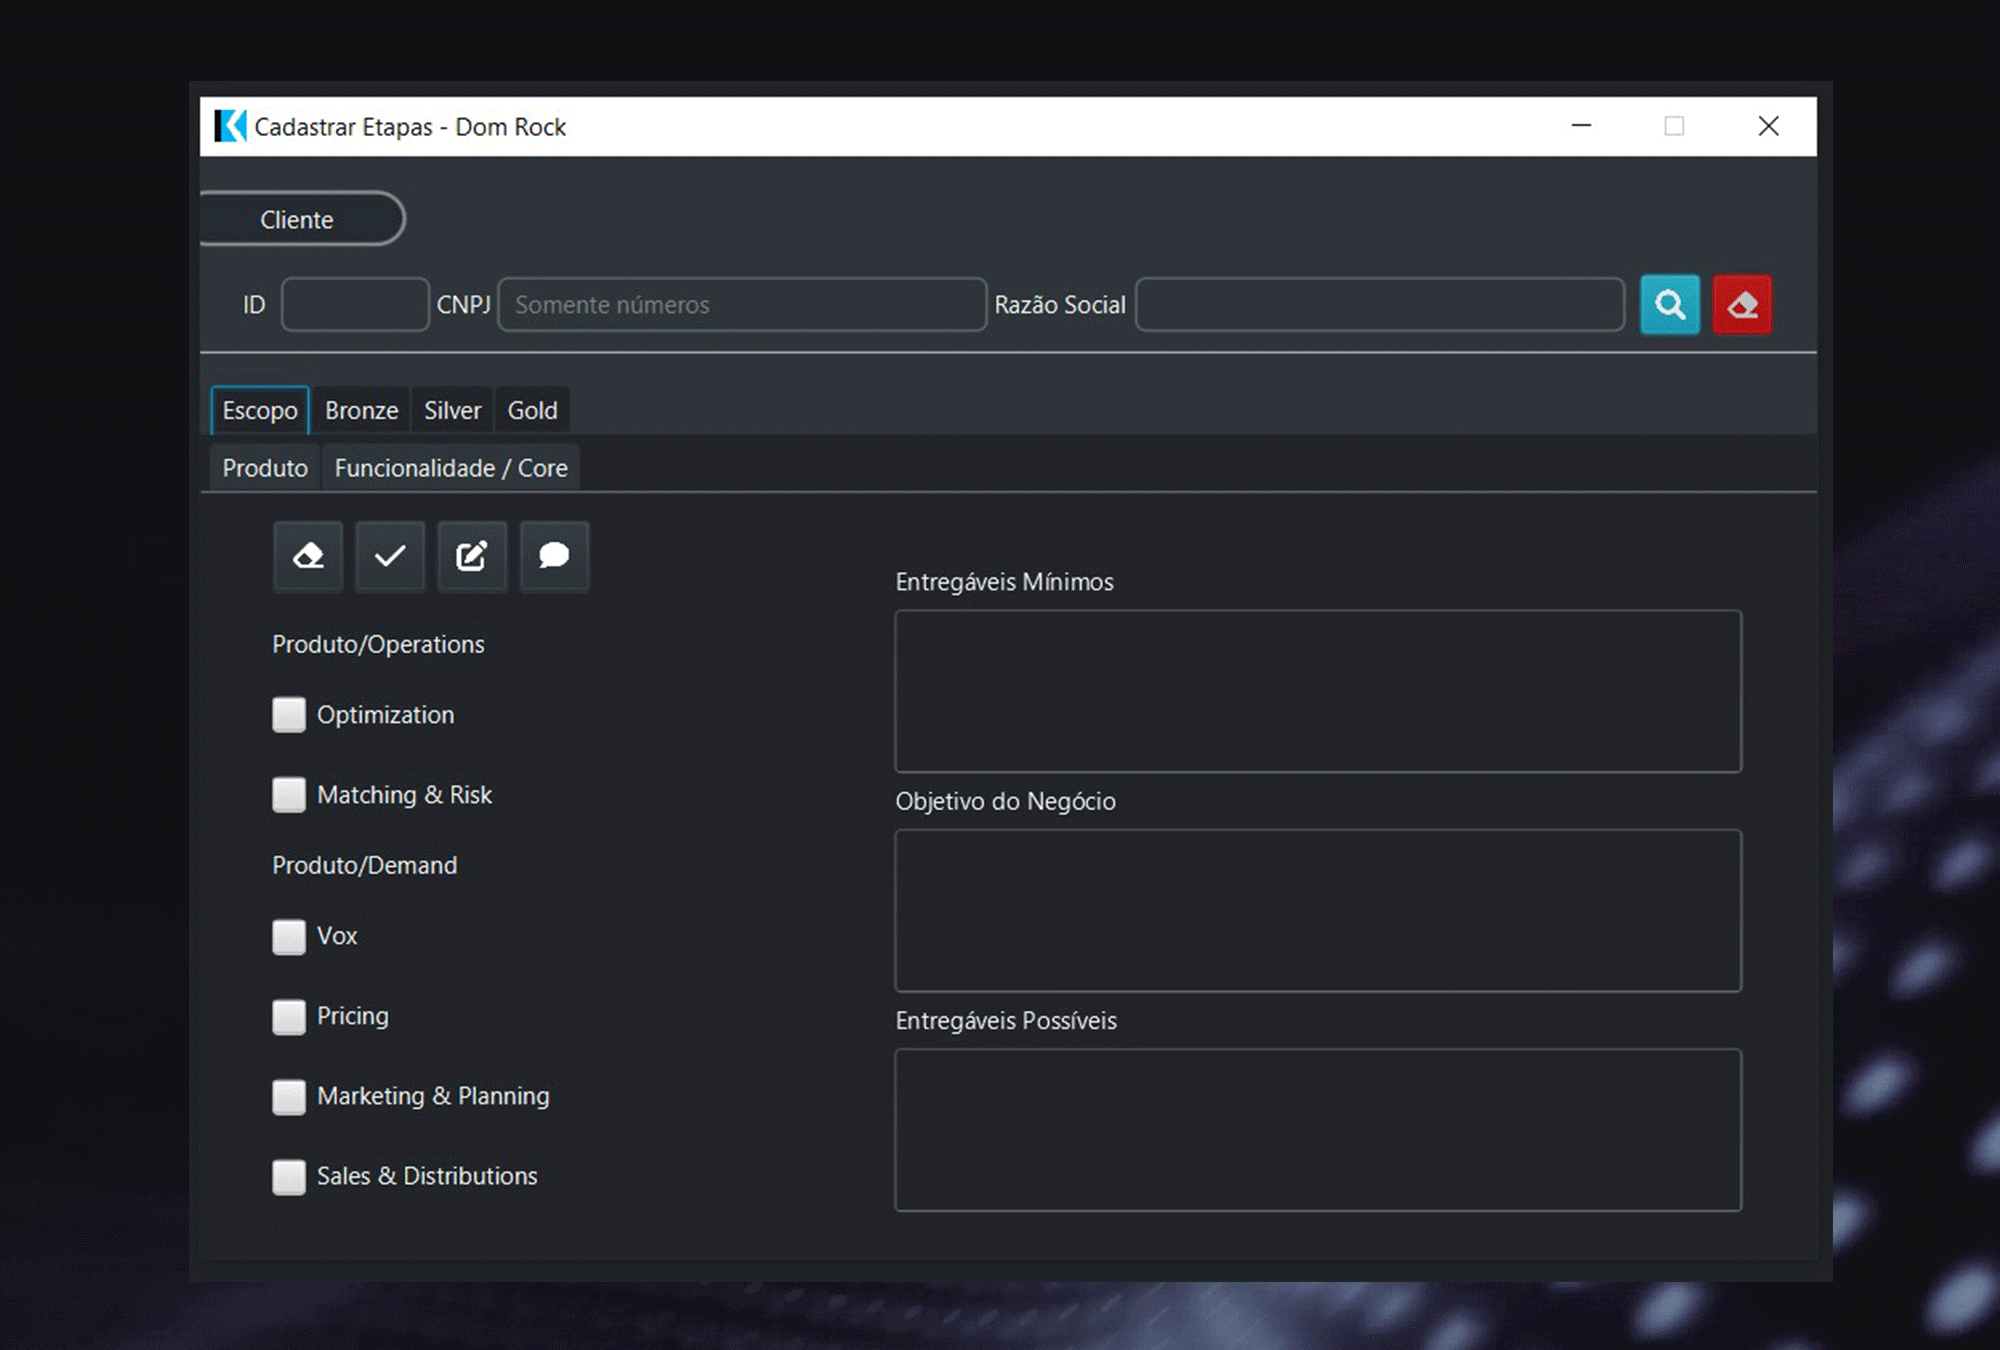 Cadastrar Etapas - Dom Rock
Cliente
ID CNPJ Somente números Razão Social
Escopo Bronze Silver Gold
Produto Funcionalidade / Core
Entregáveis Mínimos
Produto/Operations
Optimization
Matching & Risk
Objetivo do Negócio
Produto/Demand
Vox
Pricing
Entregáveis Possíveis
Marketing & Planning
Sales & Distributions